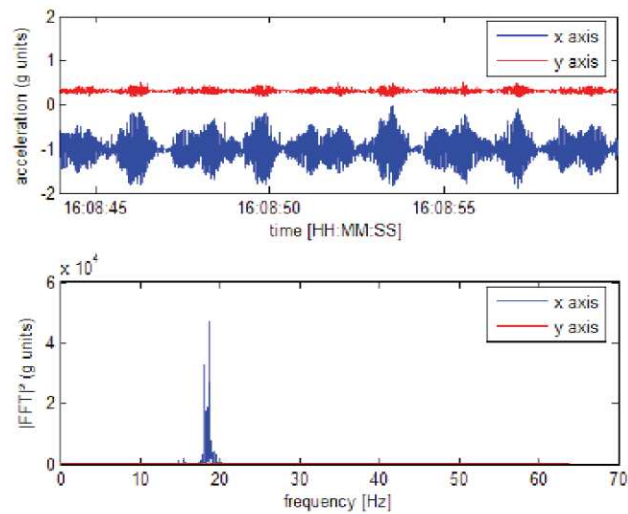 2
1
0
-1
-2
acceleration (g units)
x axis
y axis
16:08:45 16:08:50 16:08:55
time [HH:MM:SS]
x 10⁴
6
4
2
0
|FFT|² (g units)
x axis
y axis
0 10 20 30 40 50 60 70
frequency [Hz]